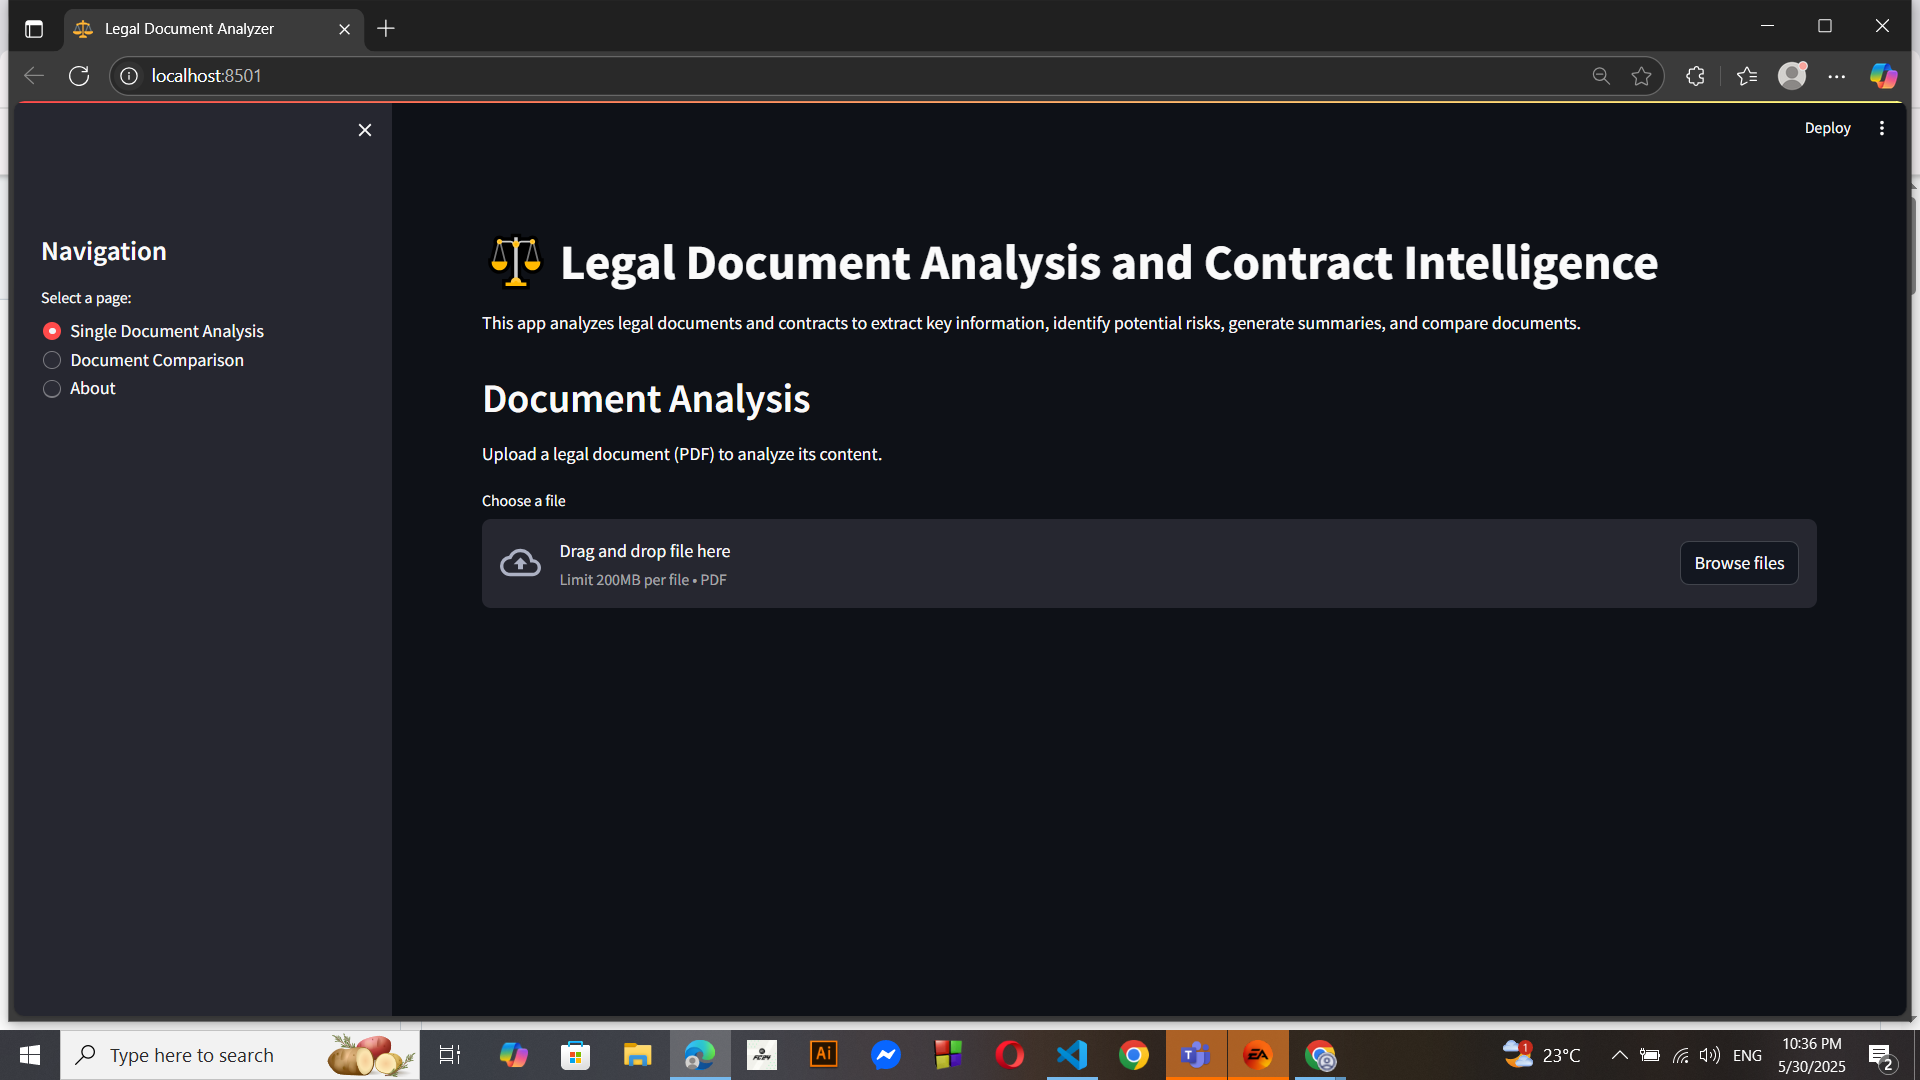 Legal Document Analyzer
localhost:8501
Deploy
Navigation
Select a page:
Single Document Analysis
Document Comparison
About
Legal Document Analysis and Contract Intelligence
This app analyzes legal documents and contracts to extract key information, identify potential risks, generate summaries, and compare documents.
Document Analysis
Upload a legal document (PDF) to analyze its content.
Choose a file
Drag and drop file here
Limit 200MB per file • PDF
Browse files
Type here to search
Ai
EA
1
23°C
ENG
10:36 PM
5/30/2025
2